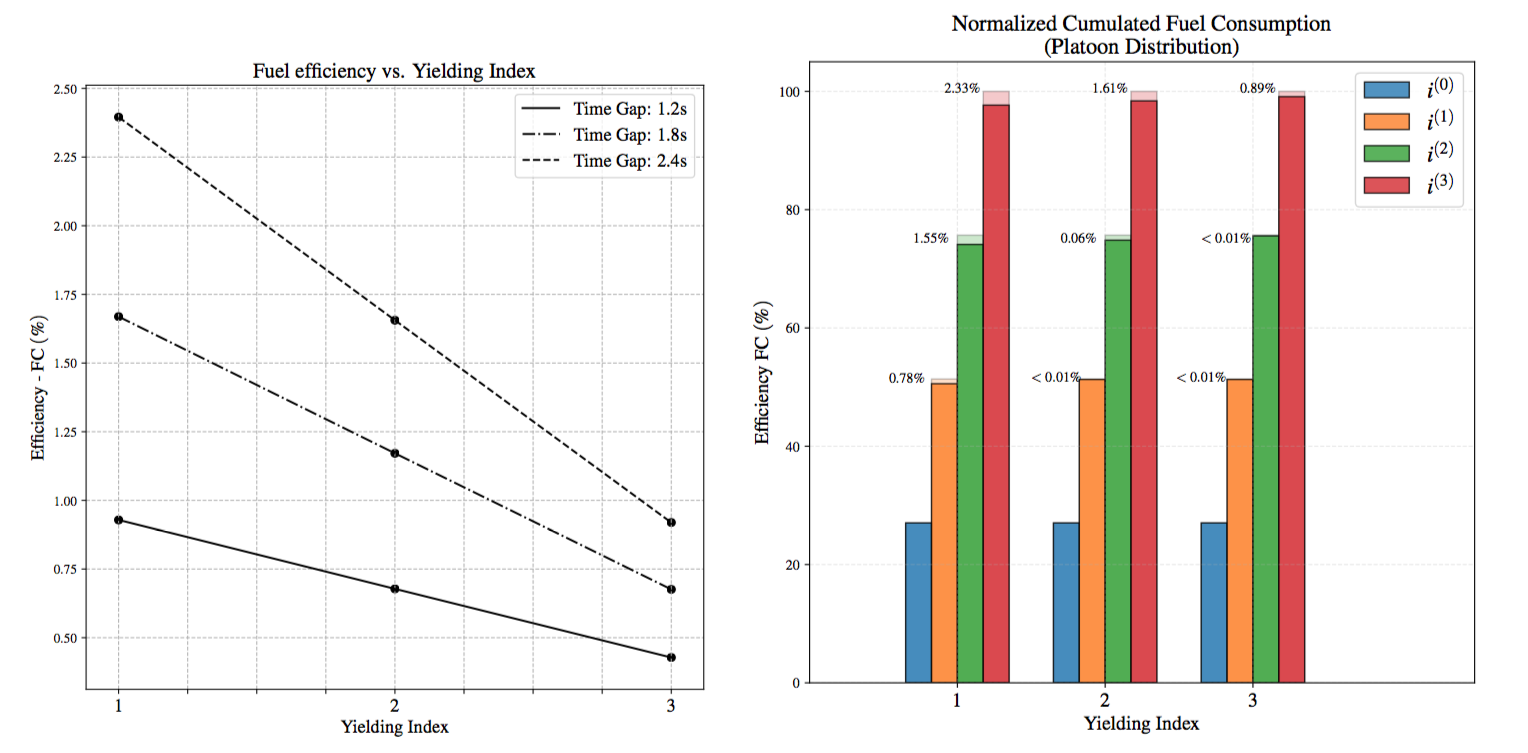 Fuel efficiency vs. Yielding Index
2.50
2.25
2.00
1.75
1.50
1.25
1.00
0.75
0.50
Efficiency - FC (%)
Time Gap: 1.2s
Time Gap: 1.8s
Time Gap: 2.4s
1 2 3
Yielding Index
Normalized Cumulated Fuel Consumption
(Platoon Distribution)
100
80
60
40
20
0
Efficiency FC (%)
2.33% 1.61% 0.89%
1.55% 0.06% < 0.01%
0.78% < 0.01% < 0.01%
i(0)
i(1)
i(2)
i(3)
1 2 3
Yielding Index